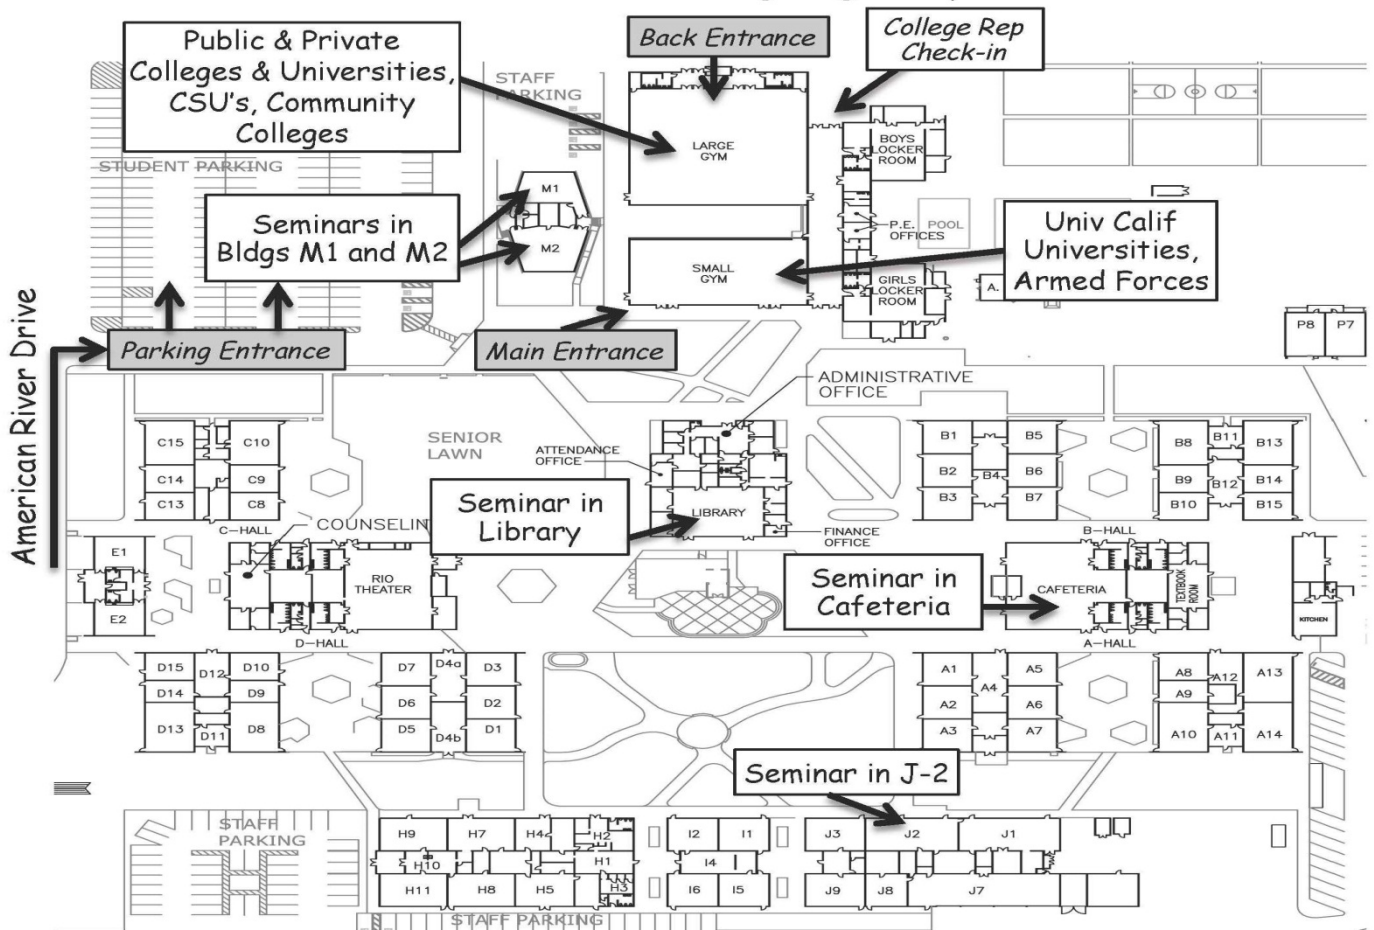 Public & Private
Colleges & Universities,
CSU's, Community
Colleges
Back Entrance
College Rep
Check-in
STAFF
PARKING
STUDENT PARKING
LARGE
GYM
BOYS
LOCKER
ROOM
M1
M2
Seminars in
Bldgs M1 and M2
P.E.
OFFICES
POOL
Univ Calif
Universities,
Armed Forces
SMALL
GYM
GIRLS
LOCKER
ROOM
A.
P8
P7
American River Drive
Parking Entrance
Main Entrance
ADMINISTRATIVE
OFFICE
SENIOR
LAWN
ATTENDANCE
OFFICE
C15
C10
C14
C9
C13
C8
B1
B5
B2
B4
B6
B3
B7
B8
B11
B13
B9
B12
B14
B10
B15
Seminar in
Library
LIBRARY
FINANCE
OFFICE
C-HALL
COUNSELIN
B-HALL
E1
E2
RIO
THEATER
Seminar in
Cafeteria
CAFETERIA
TEXTBOOK
ROOM
KITCHEN
D-HALL
A-HALL
D15
D12
D10
D14
D9
D13
D11
D8
D7
D4a
D3
D6
D2
D5
D4b
D1
A1
A4
A5
A2
A6
A3
A7
A8
A12
A13
A9
A10
A11
A14
Seminar in J-2
STAFF
PARKING
H9
H7
H4
H2
H10
H1
H11
H8
H5
H3
I2
I1
I4
I6
I5
J3
J2
J1
J9
J8
J7
STAFF PARKING